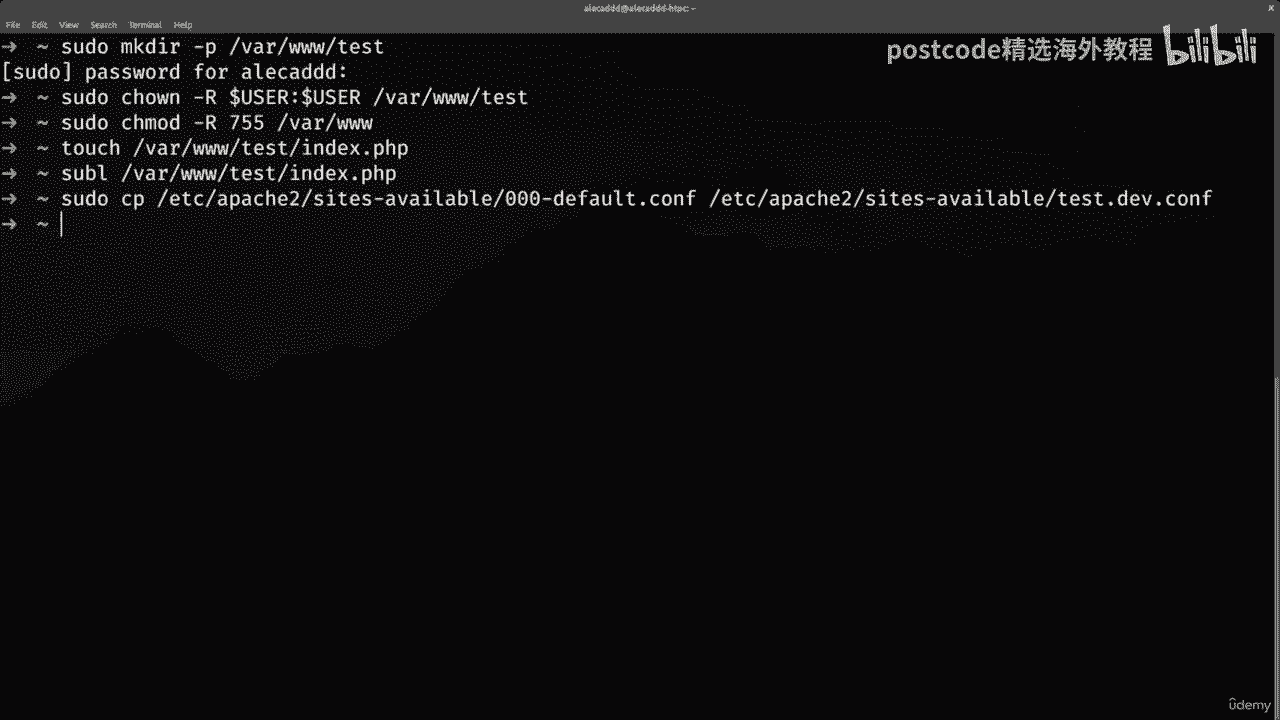 alecaddd@alecaddd-htpc: ~
File Edit View Search Terminal Help
→ ~ sudo mkdir -p /var/www/test
[sudo] password for alecaddd:
→ ~ sudo chown -R $USER:$USER /var/www/test
→ ~ sudo chmod -R 755 /var/www
→ ~ touch /var/www/test/index.php
→ ~ subl /var/www/test/index.php
→ ~ sudo cp /etc/apache2/sites-available/000-default.conf /etc/apache2/sites-available/test.dev.conf
→ ~
postcode精选海外教程 bilibili
ûdemy